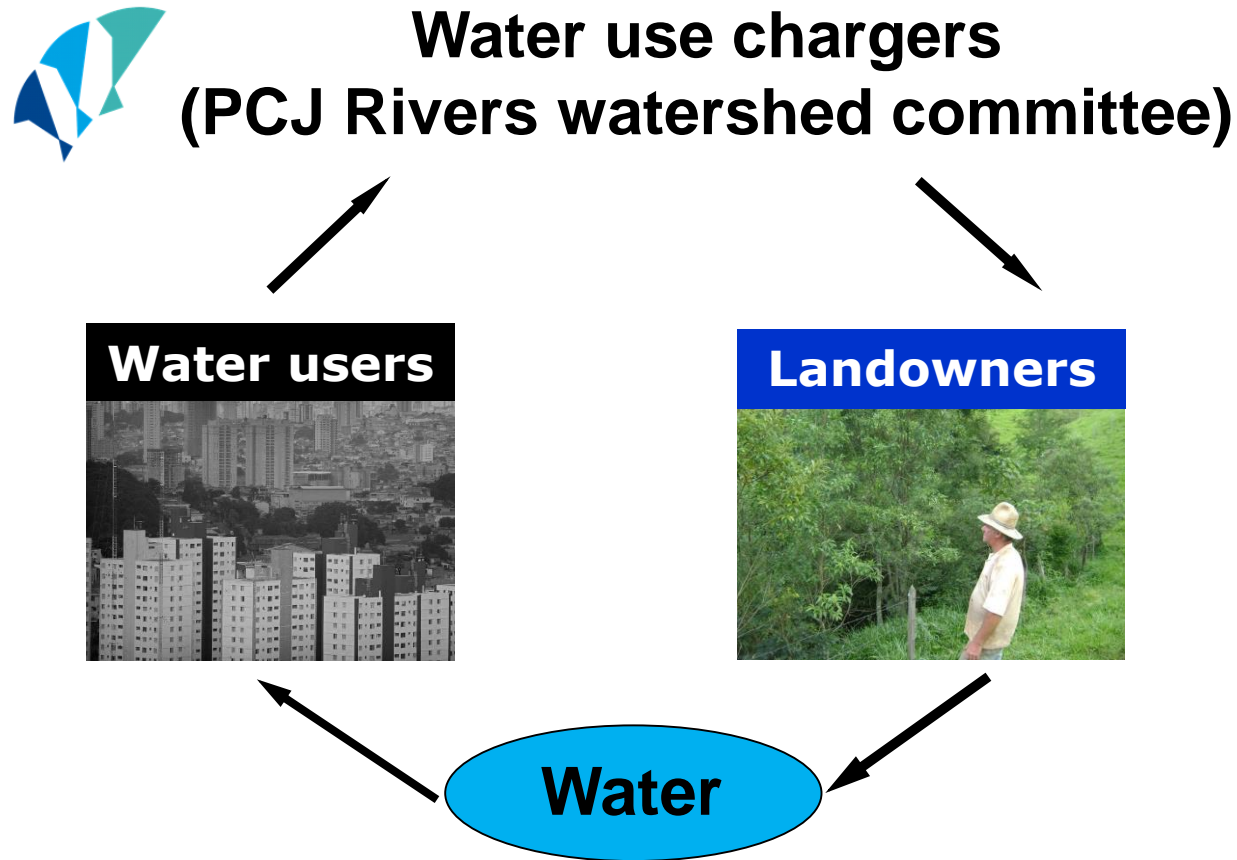 Water use chargers
(PCJ Rivers watershed committee)
Water users
Landowners
Water